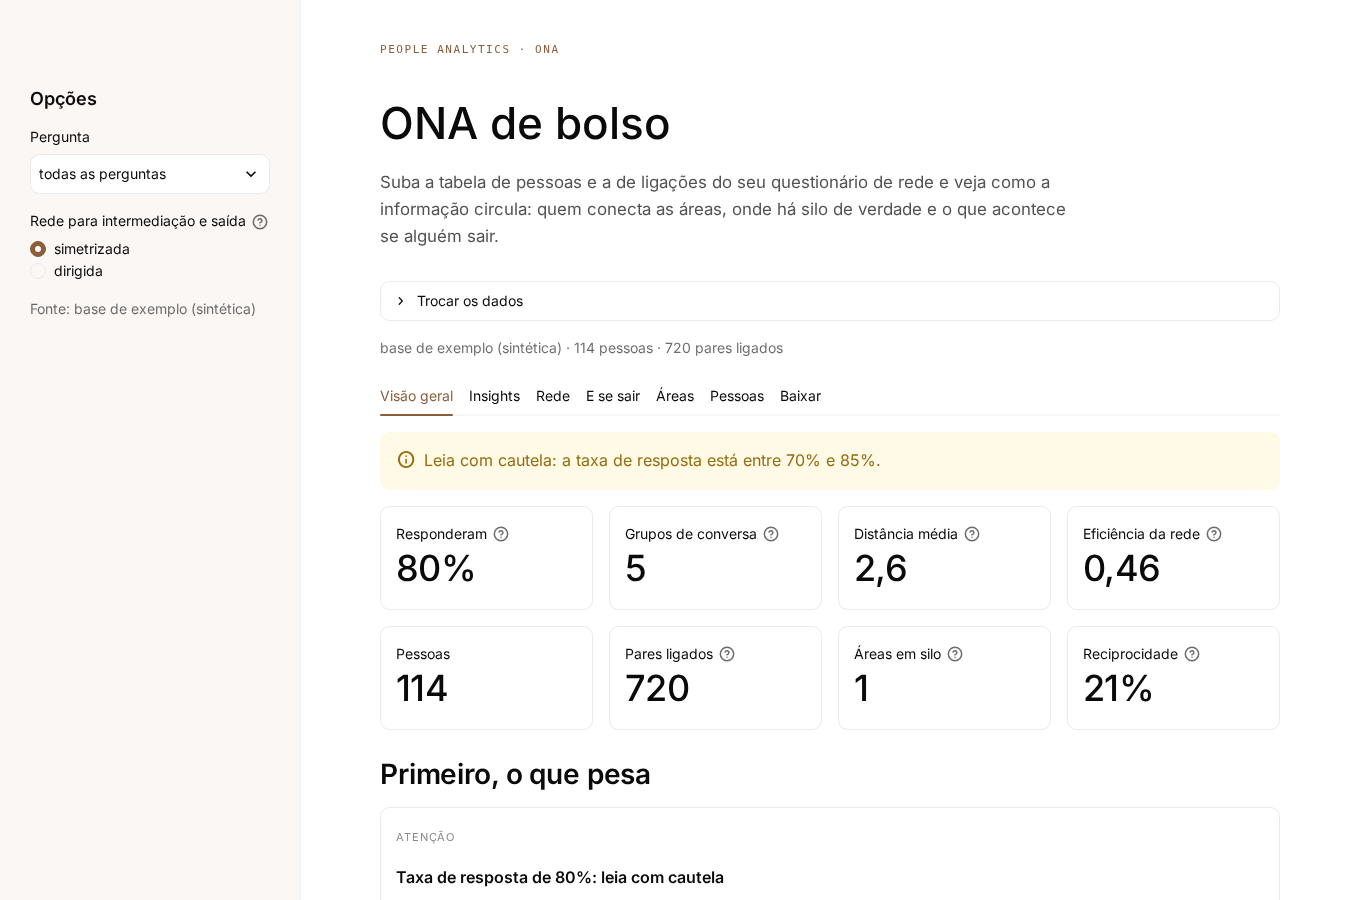 PEOPLE ANALYTICS · ONA
Opções
Pergunta
todas as perguntas
Rede para intermediação e saída
simetrizada
dirigida
Fonte: base de exemplo (sintética)
ONA de bolso
Suba a tabela de pessoas e a de ligações do seu questionário de rede e veja como a
informação circula: quem conecta as áreas, onde há silo de verdade e o que acontece
se alguém sair.
Trocar os dados
base de exemplo (sintética) · 114 pessoas · 720 pares ligados
Visão geral Insights Rede E se sair Áreas Pessoas Baixar
Leia com cautela: a taxa de resposta está entre 70% e 85%.
Responderam
80%
Grupos de conversa
5
Distância média
2,6
Eficiência da rede
0,46
Pessoas
114
Pares ligados
720
Áreas em silo
1
Reciprocidade
21%
Primeiro, o que pesa
ATENÇÃO
Taxa de resposta de 80%: leia com cautela